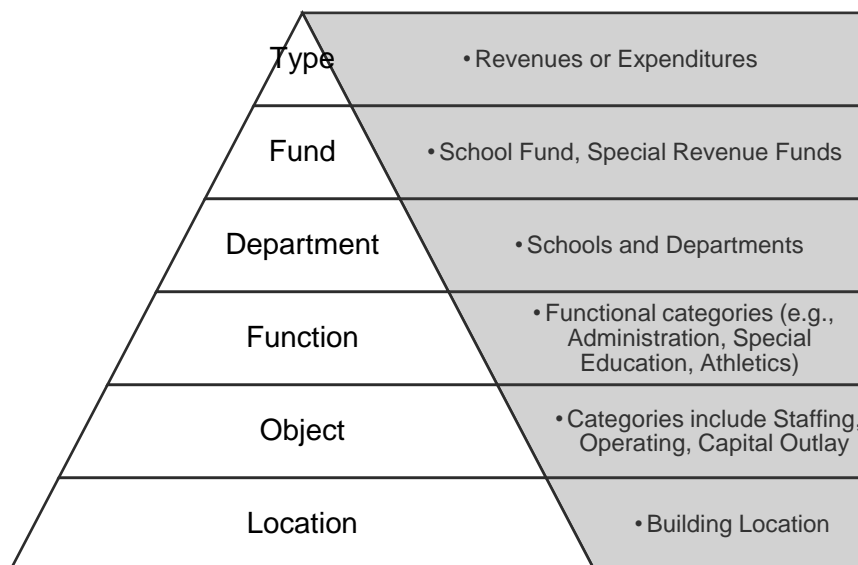 Type
• Revenues or Expenditures
Fund
• School Fund, Special Revenue Funds
Department
• Schools and Departments
Function
• Functional categories (e.g.,
Administration, Special
Education, Athletics)
Object
• Categories include Staffing,
Operating, Capital Outlay
Location
• Building Location